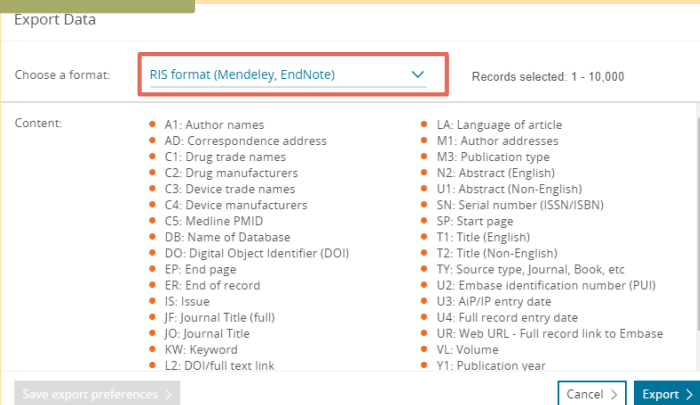 Export Data
Choose a format:
RIS format (Mendeley, EndNote)
Records selected: 1 - 10,000
Content:
A1: Author names
AD: Correspondence address
C1: Drug trade names
C2: Drug manufacturers
C3: Device trade names
C4: Device manufacturers
C5: Medline PMID
DB: Name of Database
DO: Digital Object Identifier (DOI)
EP: End page
ER: End of record
IS: Issue
JF: Journal Title (full)
JO: Journal Title
KW: Keyword
L2: DOI/full text link
LA: Language of article
M1: Author addresses
M3: Publication type
N2: Abstract (English)
U1: Abstract (Non-English)
SN: Serial number (ISSN/ISBN)
SP: Start page
T1: Title (English)
T2: Title (Non-English)
TY: Source type, Journal, Book, etc
U2: Embase identification number (PUI)
U3: AiP/IP entry date
U4: Full record entry date
UR: Web URL - Full record link to Embase
VL: Volume
Y1: Publication year
Save export preferences >
Cancel >
Export >